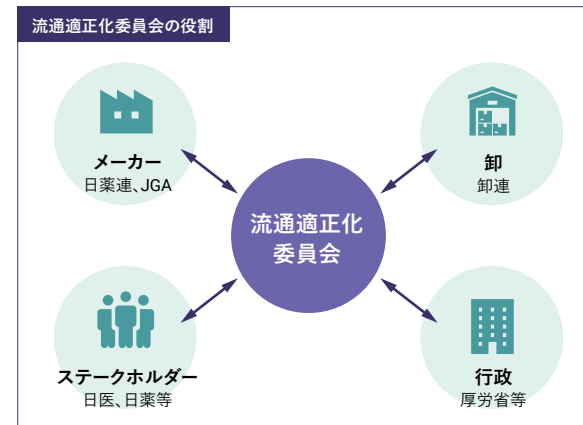 流通適正化委員会の役割
メーカー
日薬連、JGA
卸
卸連
流通適正化
委員会
ステークホルダー
日医、日薬等
行政
厚労省等